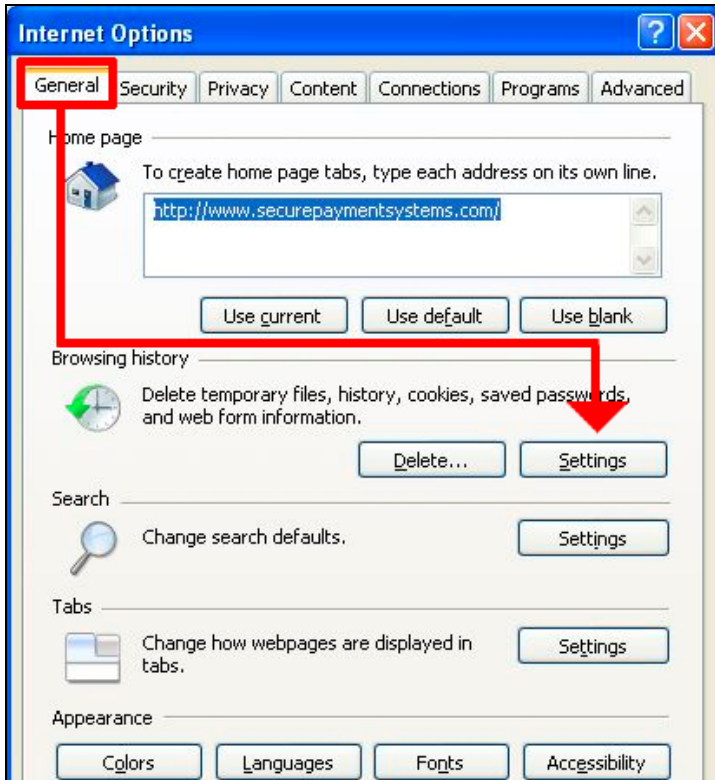 Internet Options
General Security Privacy Content Connections Programs Advanced
Home page
To create home page tabs, type each address on its own line.
http://www.securepaymentsystems.com/
Use current Use default Use blank
Browsing history
Delete temporary files, history, cookies, saved passwords,
and web form information.
Delete... Settings
Search
Change search defaults. Settings
Tabs
Change how webpages are displayed in
tabs.
Settings
Appearance
Colors Languages Fonts Accessibility